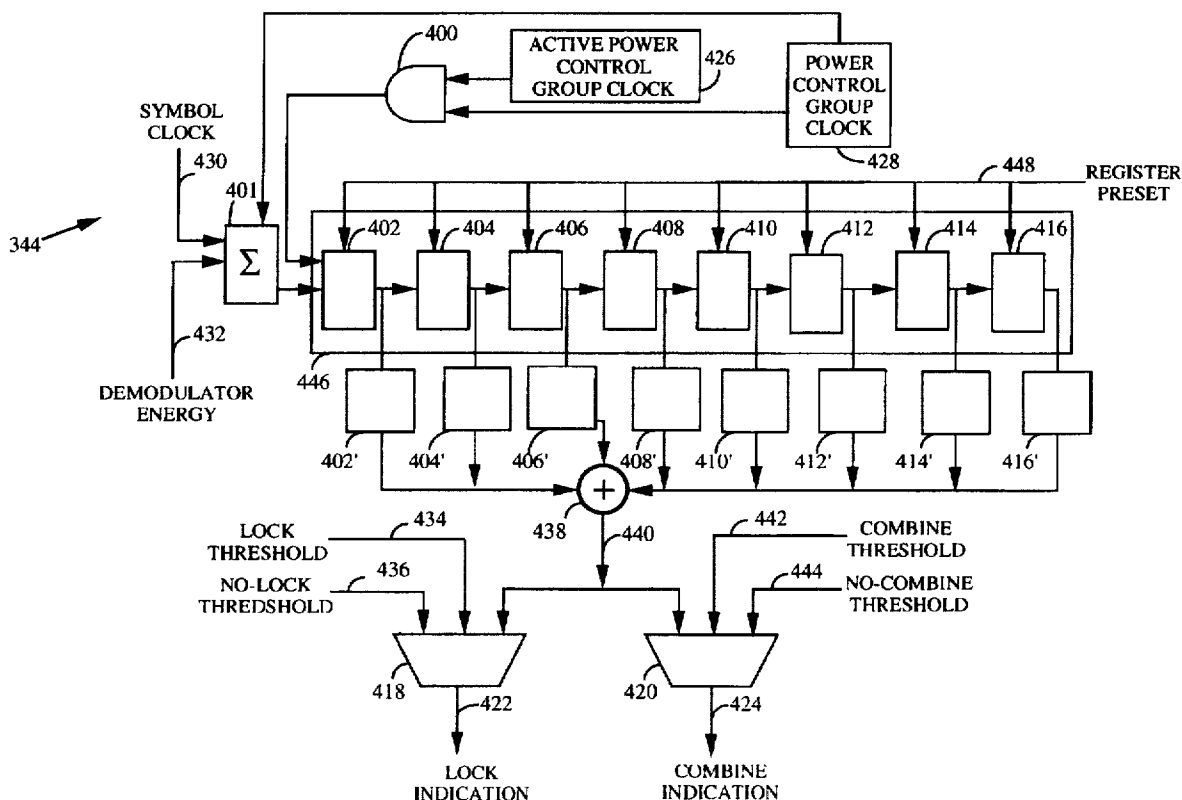 400
ACTIVE POWER
CONTROL
GROUP CLOCK
426
POWER
CONTROL
GROUP
CLOCK
428
SYMBOL
CLOCK
430
401
Σ
344
432
DEMODULATOR
ENERGY
448
REGISTER
PRESET
402
404
406
408
410
412
414
416
446
402'
404'
406'
408'
410'
412'
414'
416'
+
438
440
LOCK
THRESHOLD
434
NO-LOCK
THREDSHOLD
436
442
COMBINE
THRESHOLD
444
NO-COMBINE
THRESHOLD
418
422
420
424
LOCK
INDICATION
COMBINE
INDICATION